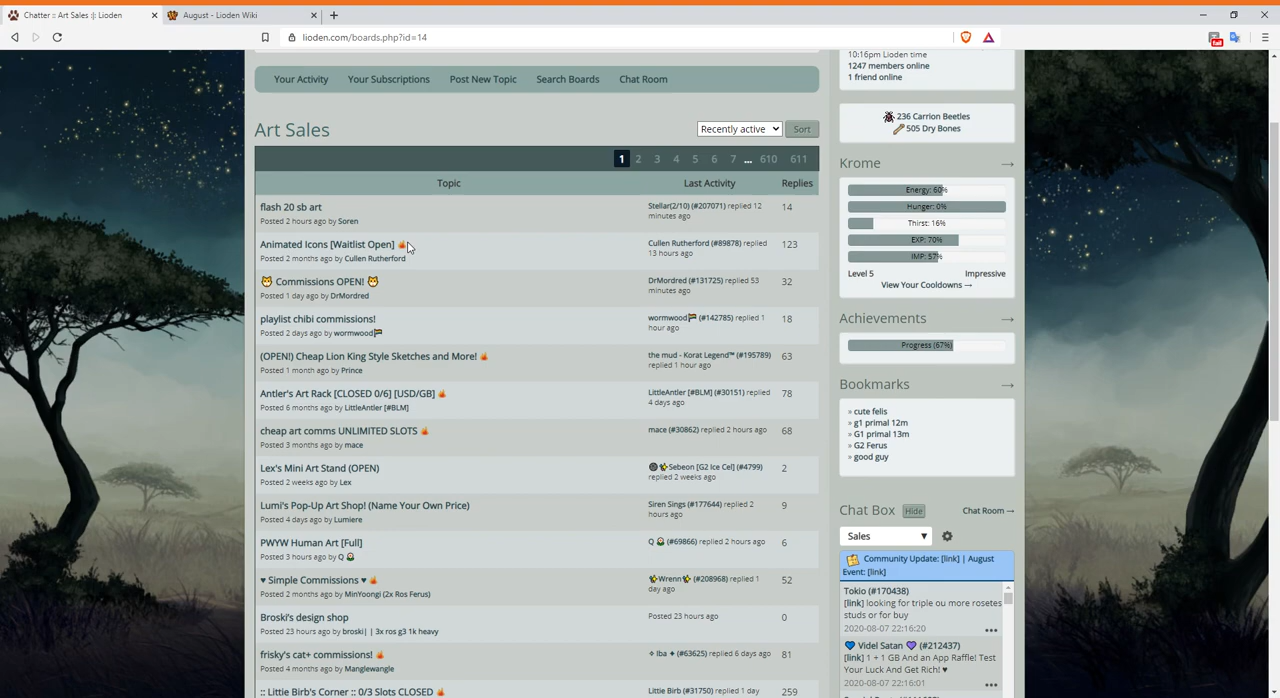 Chatter :: Art Sales :|: Lioden
August - Lioden Wiki
lioden.com/boards.php?id=14
fail
Your Activity
Your Subscriptions
Post New Topic
Search Boards
Chat Room
Art Sales
Recently active
Sort
1 2 3 4 5 6 7 ... 610 611
Topic
Last Activity
Replies
flash 20 sb art
Posted 2 hours ago by Soren
Stellar(2/10) (#207071) replied 12
minutes ago
14
Animated Icons [Waitlist Open]
Posted 2 months ago by Cullen Rutherford
Cullen Rutherford (#89878) replied
13 hours ago
123
Commissions OPEN!
Posted 1 day ago by DrMordred
DrMordred (#131725) replied 53
minutes ago
32
playlist chibi commissions!
Posted 2 days ago by wormwood
wormwood (#142785) replied 1
hour ago
18
(OPEN!) Cheap Lion King Style Sketches and More!
Posted 1 month ago by Prince
the mud - Korat Legend™ (#195789)
replied 1 hour ago
63
Antler's Art Rack [CLOSED 0/6] [USD/GB]
Posted 6 months ago by LittleAntler [#BLM]
LittleAntler [#BLM] (#30151) replied
4 days ago
78
cheap art comms UNLIMITED SLOTS
Posted 3 months ago by mace
mace (#30862) replied 2 hours ago
68
Lex's Mini Art Stand (OPEN)
Posted 2 weeks ago by Lex
Sebeon [G2 Ice Cel] (#4799)
replied 2 weeks ago
2
Lumi's Pop-Up Art Shop! (Name Your Own Price)
Posted 4 days ago by Lumiere
Siren Sings (#177644) replied 2
hours ago
9
PWYW Human Art [Full]
Posted 3 hours ago by Q
Q (#69866) replied 2 hours ago
6
♥ Simple Commissions ♥
Posted 2 months ago by MinYoongi (2x Ros Ferus)
Wrenn (#208968) replied 1
day ago
52
Broski's design shop
Posted 23 hours ago by broski| | 3x ros g3 1k heavy
Posted 23 hours ago
0
frisky's cat+ commissions!
Posted 4 months ago by Manglewangle
✧ Iba ✦ (#63625) replied 6 days ago
81
:: Little Birb's Corner :: 0/3 Slots CLOSED
Little Birb (#31750) replied 1 day
259
10:16pm Lioden time
1247 members online
1 friend online
236 Carrion Beetles
505 Dry Bones
Krome →
Energy: 60%
Hunger: 0%
Thirst: 16%
EXP: 70%
IMP: 57%
Level 5
Impressive
View Your Cooldowns →
Achievements →
Progress (67%)
Bookmarks →
» cute felis
» g1 primal 12m
» G1 primal 13m
» G2 Ferus
» good guy
Chat Box
Hide
Chat Room →
Sales
Community Update: [link] | August
Event: [link]
Tokio (#170438)
[link] looking for triple ou more rosetes
studs or for buy
2020-08-07 22:16:20
Videl Satan (#212437)
[link] 1 + 1 GB And an App Raffle! Test
Your Luck And Get Rich! ♥
2020-08-07 22:16:01